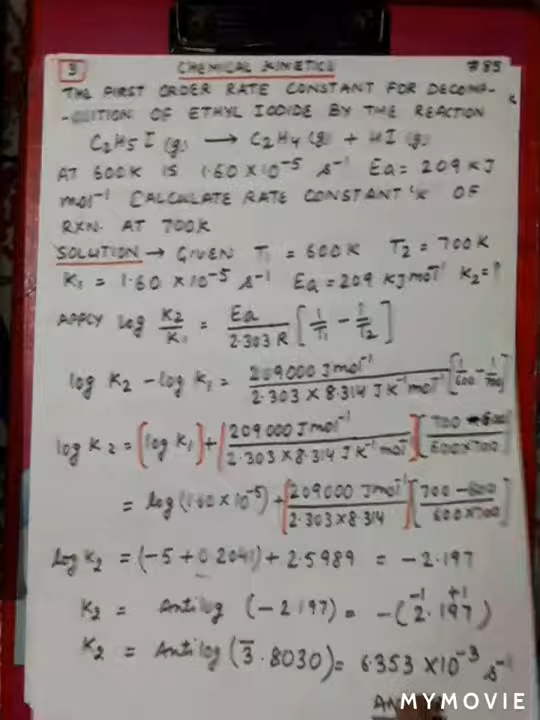 3 CHEMICAL KINETICS #85
THE FIRST ORDER RATE CONSTANT FOR DECOMP-
-OSITION OF ETHYL IODIDE BY THE REACTION
C₂H₅I (g) → C₂H₄ (g) + HI (g)
AT 600K IS 1.60 × 10⁻⁵ s⁻¹ Ea = 209 KJ
mol⁻¹ CALCULATE RATE CONSTANT 'K' OF
RXN. AT 700K
SOLUTION → GIVEN T₁ = 600K T₂ = 700K
K₁ = 1.60 × 10⁻⁵ s⁻¹ Ea = 209 KJ mol⁻¹ K₂ = ?
APPLY log K₂/K₁ = Ea/2.303 R [1/T₁ - 1/T₂]
log K₂ - log K₁ = 209000 J mol⁻¹/2.303 × 8.314 J K⁻¹ mol⁻¹ [1/600 - 1/700]
log K₂ = [log K₁] + [209000 J mol⁻¹/2.303 × 8.314 J K⁻¹ mol⁻¹] [700 - 600/600×700]
= log (1.60 × 10⁻⁵) + [209000 J mol⁻¹/2.303 × 8.314] [700 - 600/600×700]
log K₂ = (-5 + 0.2041) + 2.5989 = -2.197
K₂ = Antilog (-2.197) = -(2.197) -1 +1
K₂ = Antilog (3̅.8030) = 6.353 × 10⁻³ s⁻¹
MYMOVIE